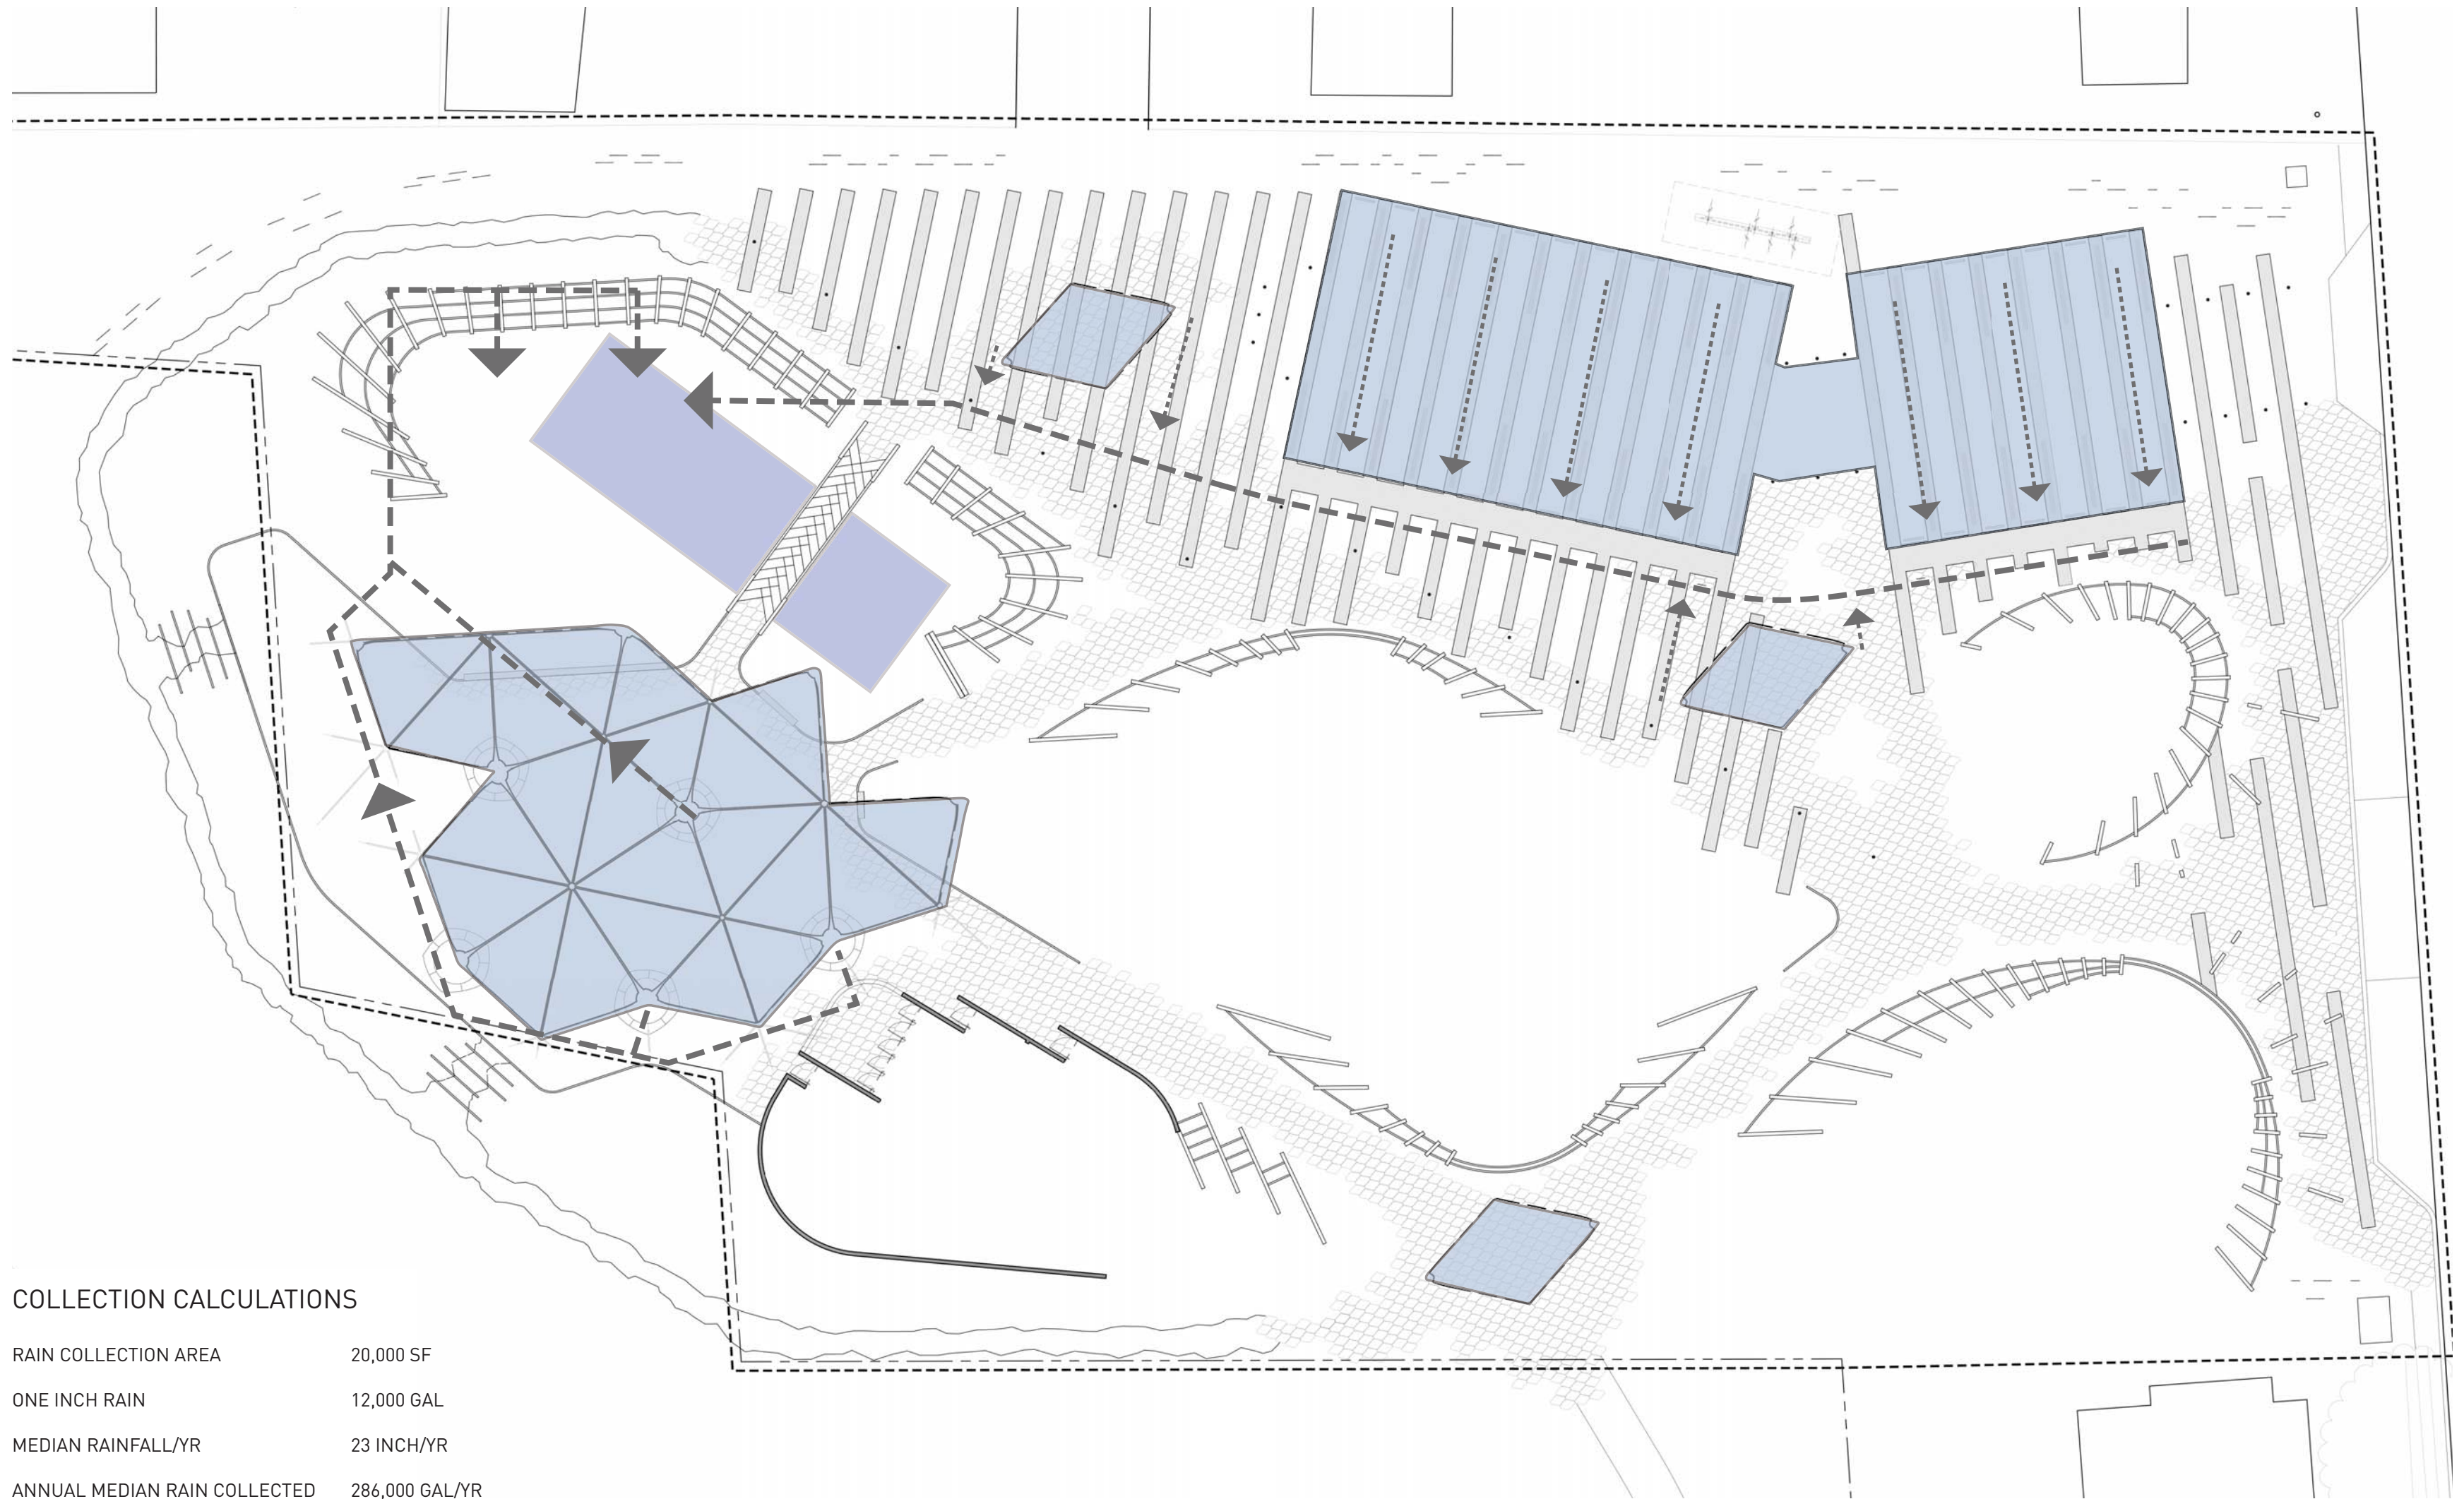 COLLECTION CALCULATIONS
RAIN COLLECTION AREA 20,000 SF
ONE INCH RAIN 12,000 GAL
MEDIAN RAINFALL/YR 23 INCH/YR
ANNUAL MEDIAN RAIN COLLECTED 286,000 GAL/YR